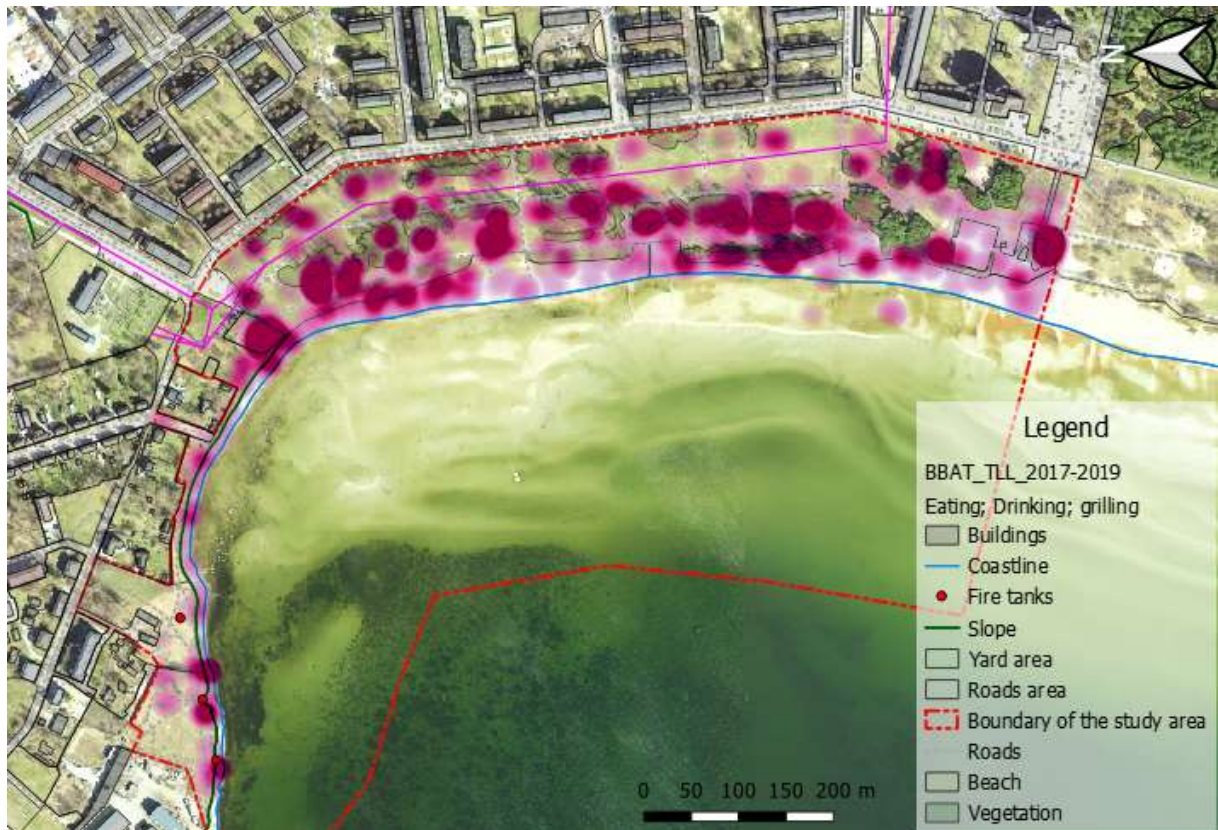 N
Legend
BBAT_TLL_2017-2019
Eating; Drinking; grilling
Buildings
Coastline
Fire tanks
Slope
Yard area
Roads area
Boundary of the study area
Roads
Beach
Vegetation
0 50 100 150 200 m